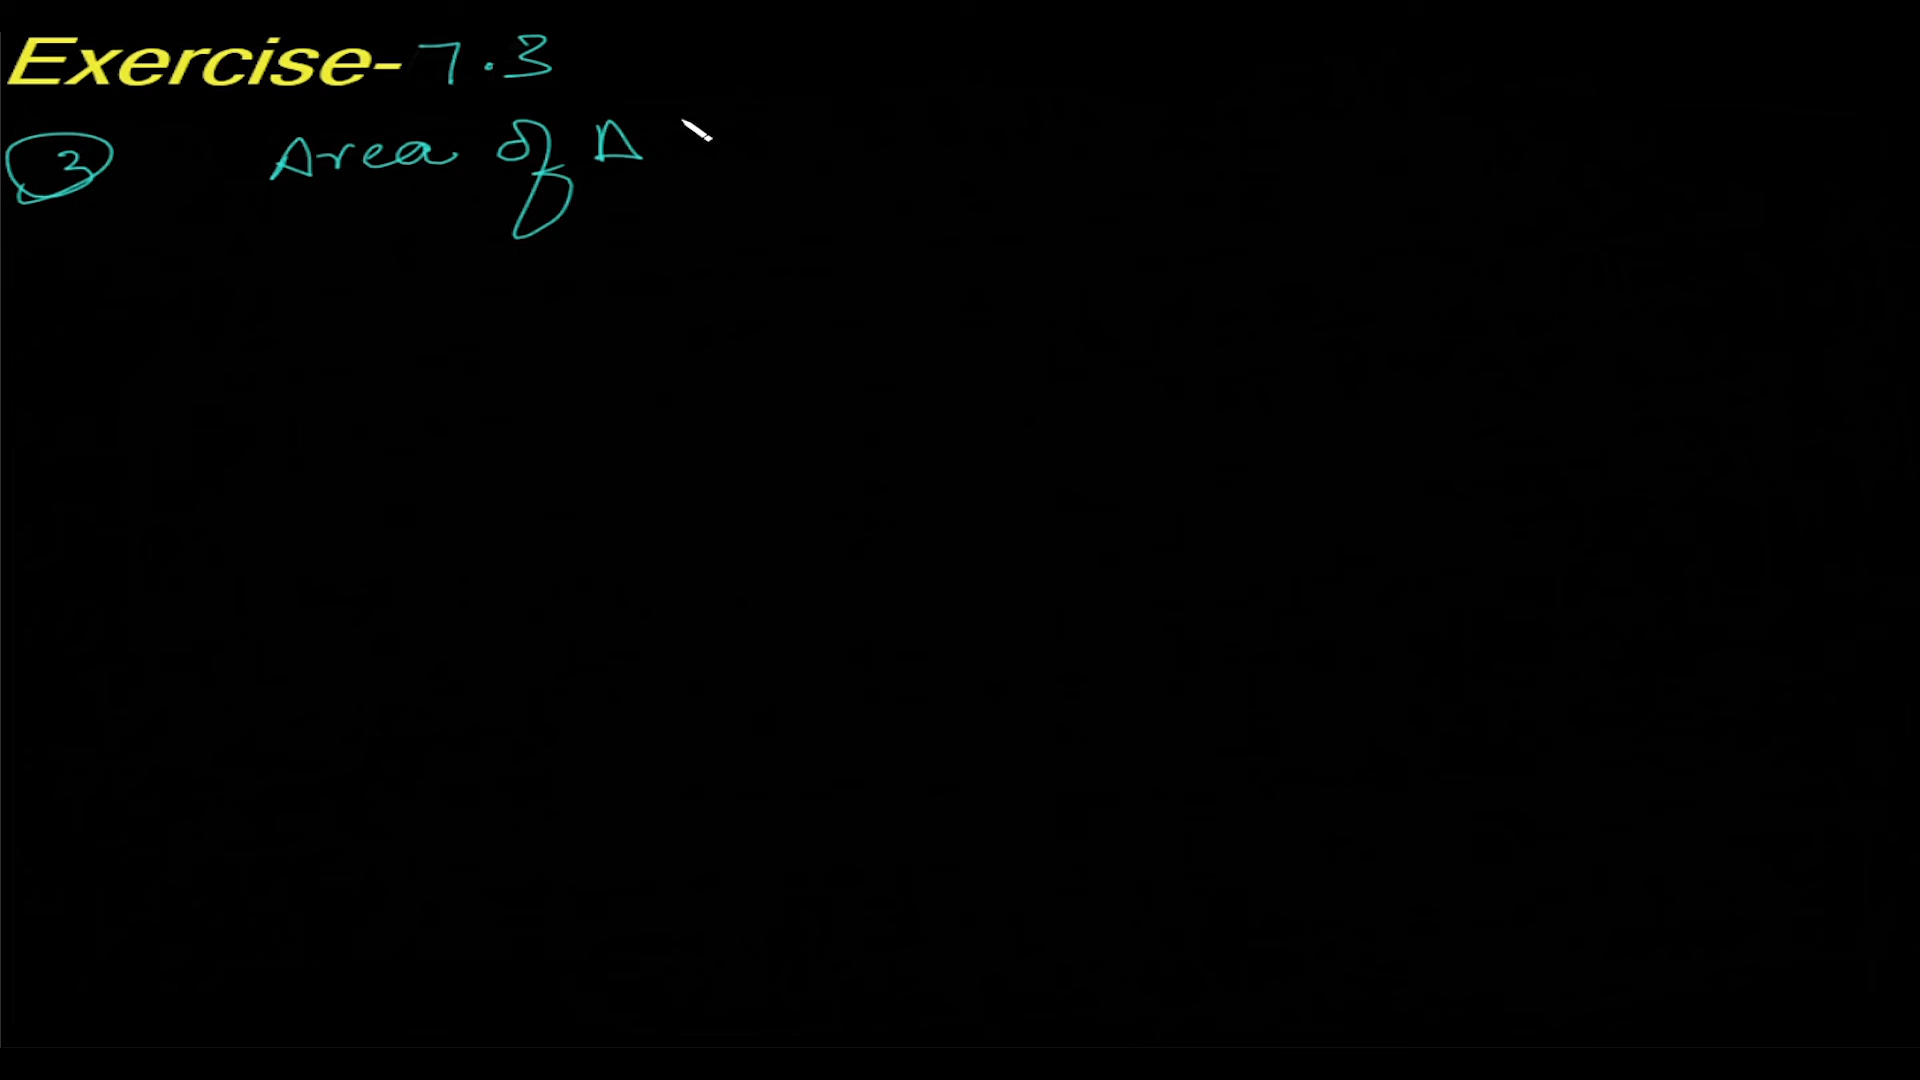 Exercise-7.3
3 Area of Δ